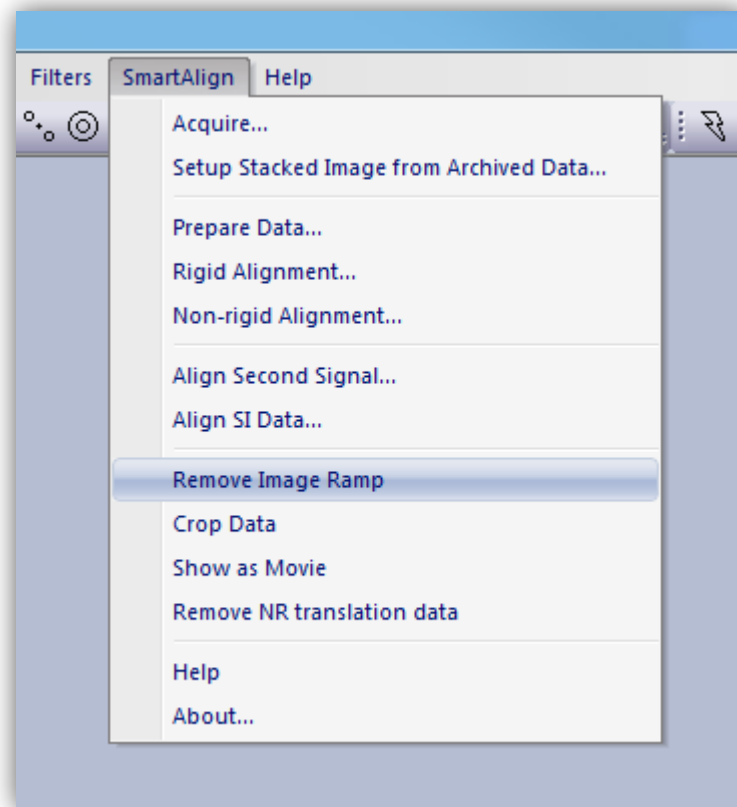 Filters SmartAlign Help
Acquire...
Setup Stacked Image from Archived Data...
Prepare Data...
Rigid Alignment...
Non-rigid Alignment...
Align Second Signal...
Align SI Data...
Remove Image Ramp
Crop Data
Show as Movie
Remove NR translation data
Help
About...